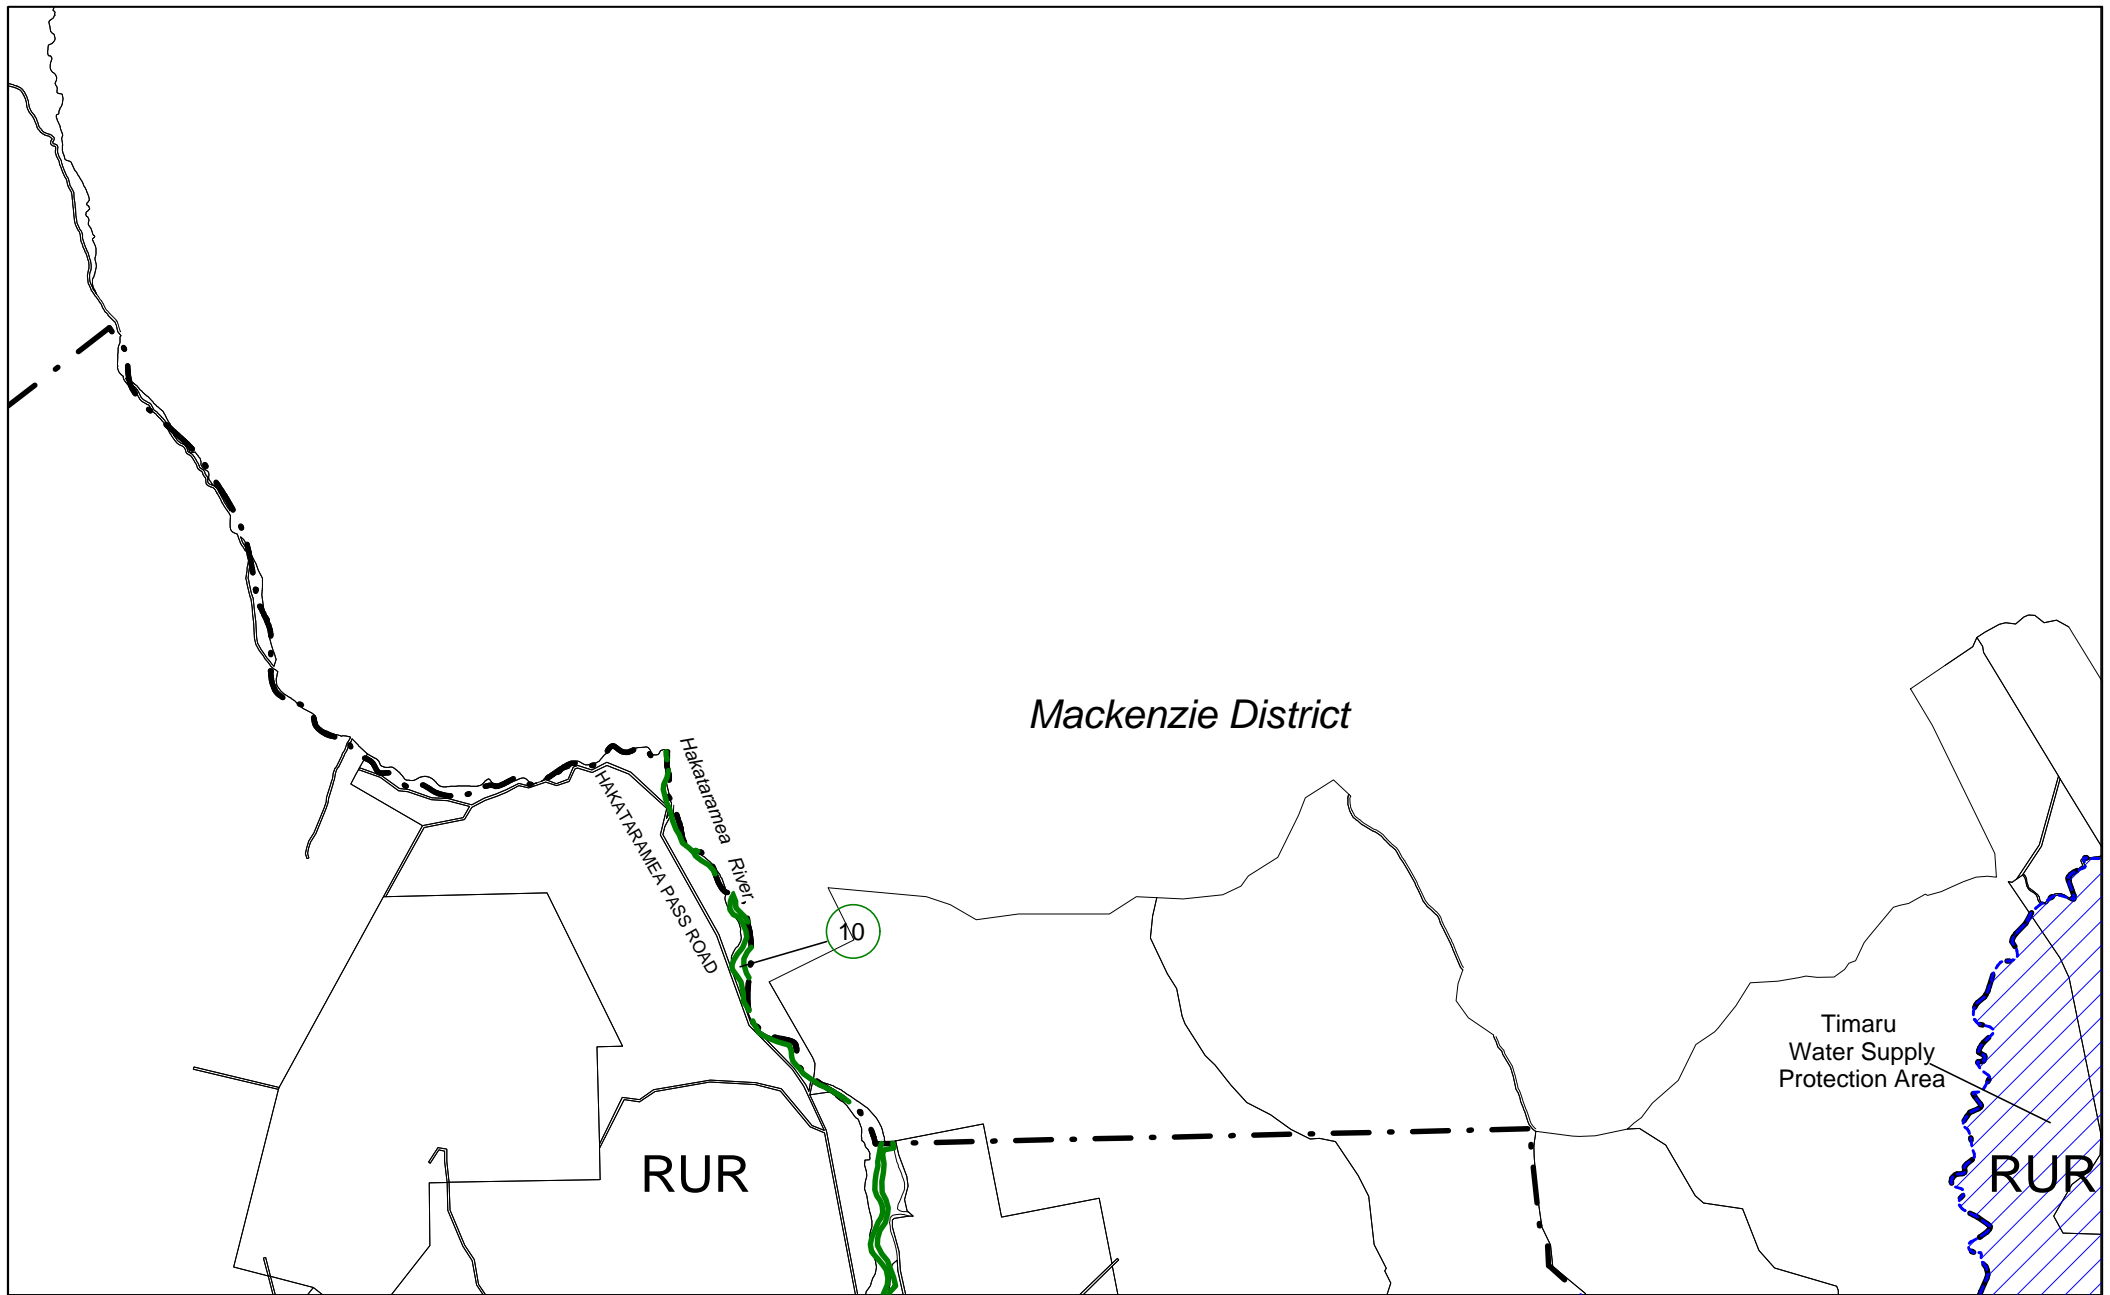 Mackenzie District
Hakataramea River
HAKATARAMEA PASS ROAD
10
Timaru
Water Supply
Protection Area
RUR
RUR